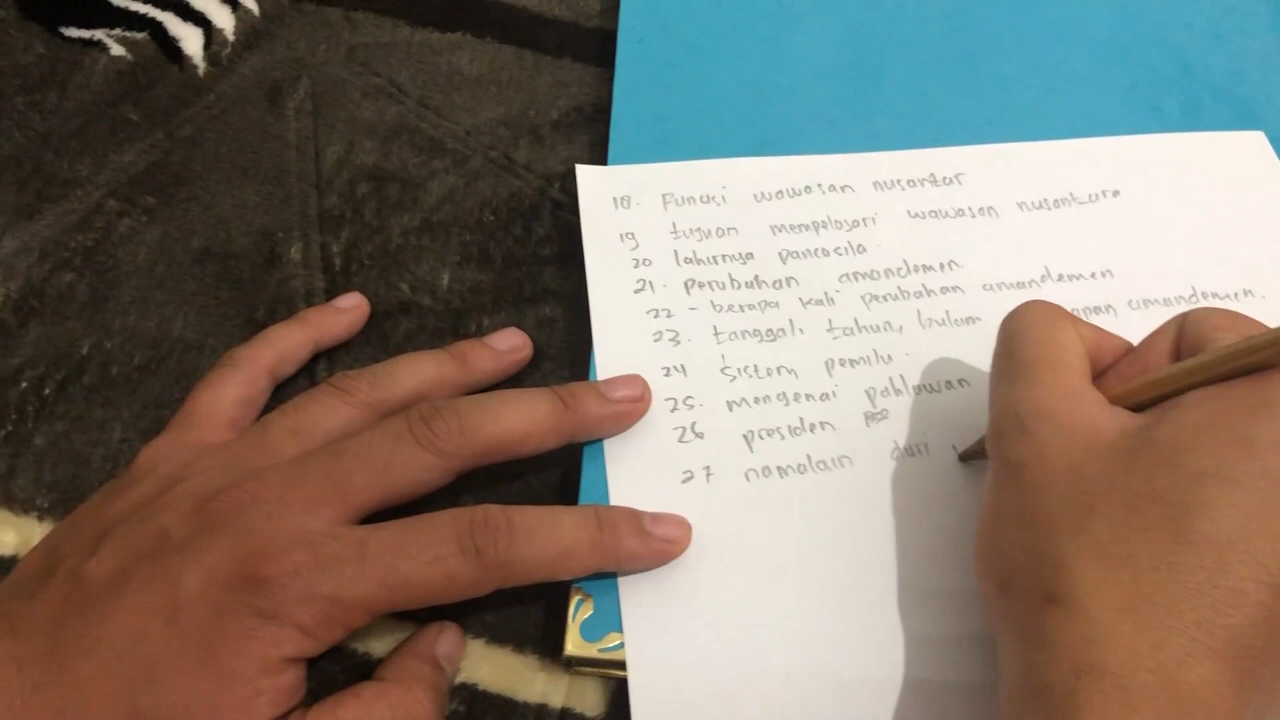 18. Fungsi wawasan nusantar
19 tujuan mempelajari wawasan nusantara
20 lahirnya pancasila
21. perubahan amandemen
22 - berapa kali perubahan amandemen
23. tanggal, tahun, bulan apan amandemen.
24 sistem pemilu.
25. mengenai pahlawan
26 presiden.
27 namalain dari